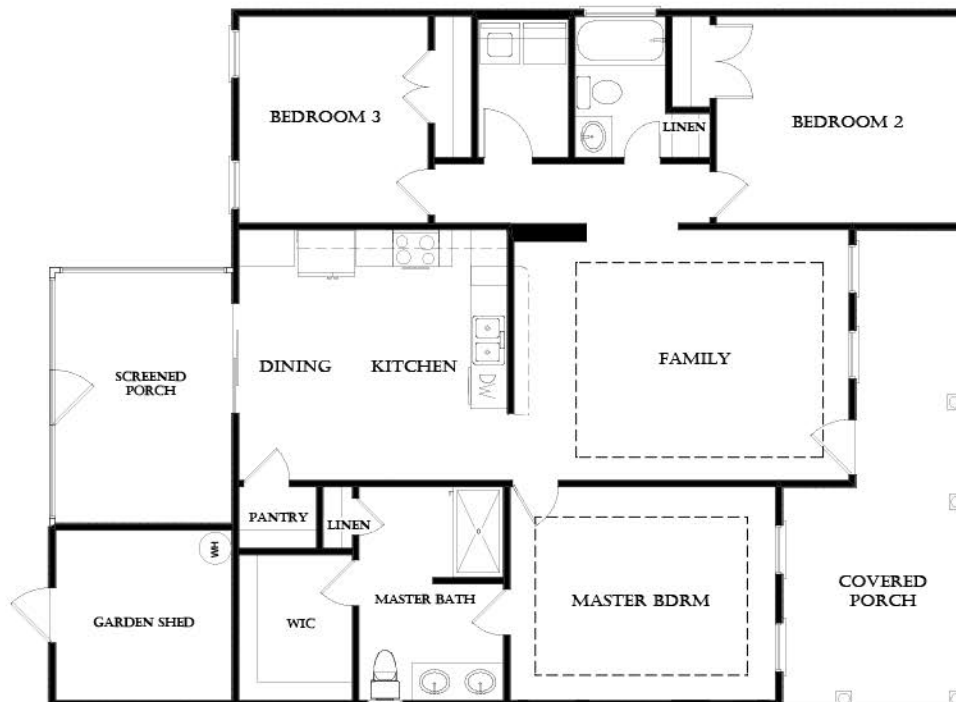 BEDROOM 3
LINEN
BEDROOM 2
DINING
KITCHEN
DW
FAMILY
SCREENED
PORCH
PANTRY
LINEN
WH
GARDEN SHED
WIC
MASTER BATH
MASTER BDRM
COVERED
PORCH